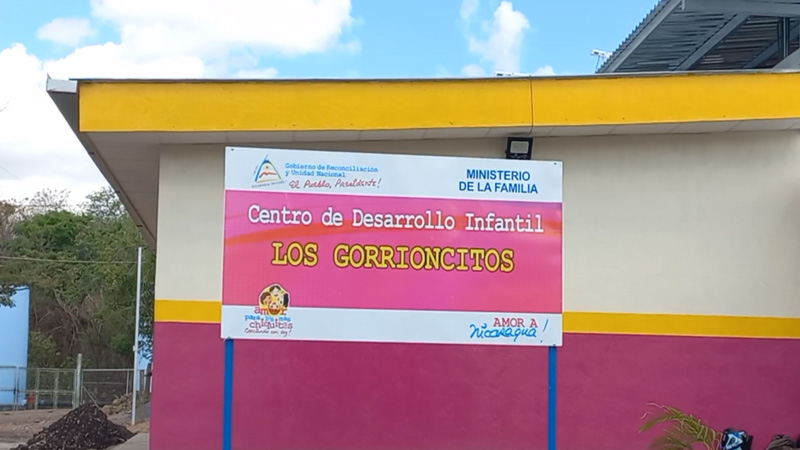 Gobierno de Reconciliación
y Unidad Nacional
El Pueblo, Presidente!
MINISTERIO
DE LA FAMILIA
Centro de Desarrollo Infantil
LOS GORRIONCITOS
amor
para los más
chiquitas
AMOR A
Nicaragua!